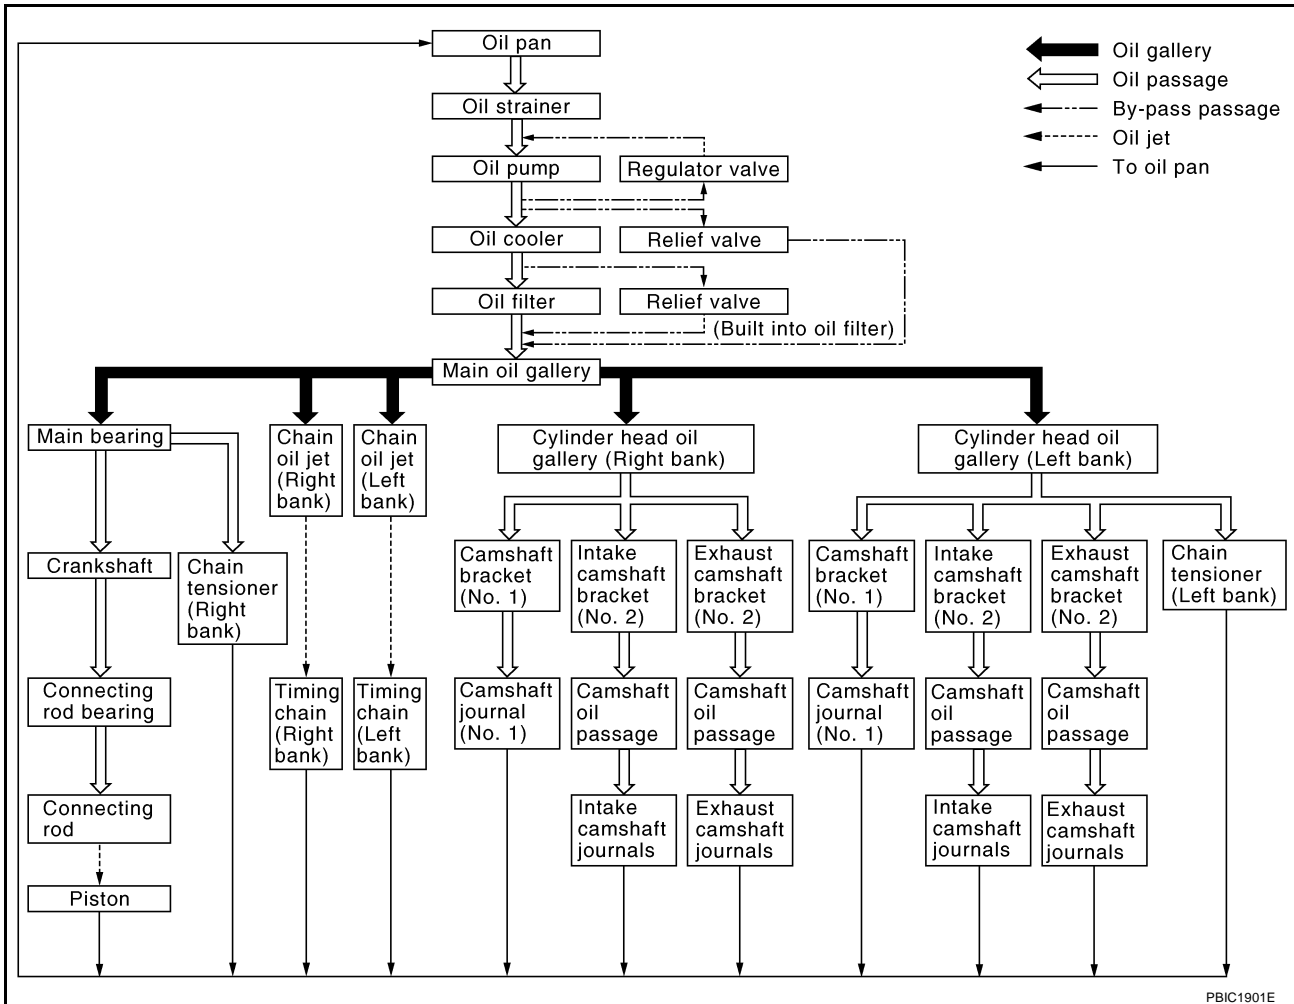 Oil pan
Oil gallery
Oil passage
Oil strainer
By-pass passage
Oil jet
To oil pan
Oil pump
Regulator valve
Oil cooler
Relief valve
Oil filter
Relief valve
(Built into oil filter)
Main oil gallery
Main bearing
Chain
oil jet
(Right
bank)
Chain
oil jet
(Left
bank)
Cylinder head oil
gallery (Right bank)
Cylinder head oil
gallery (Left bank)
Crankshaft
Chain
tensioner
(Right
bank)
Camshaft
bracket
(No. 1)
Intake
camshaft
bracket
(No. 2)
Exhaust
camshaft
bracket
(No. 2)
Camshaft
bracket
(No. 1)
Intake
camshaft
bracket
(No. 2)
Exhaust
camshaft
bracket
(No. 2)
Chain
tensioner
(Left bank)
Connecting
rod bearing
Timing
chain
(Right
bank)
Timing
chain
(Left
bank)
Camshaft
journal
(No. 1)
Camshaft
oil
passage
Camshaft
oil
passage
Camshaft
journal
(No. 1)
Camshaft
oil
passage
Camshaft
oil
passage
Connecting
rod
Intake
camshaft
journals
Exhaust
camshaft
journals
Intake
camshaft
journals
Exhaust
camshaft
journals
Piston
PBIC1901E